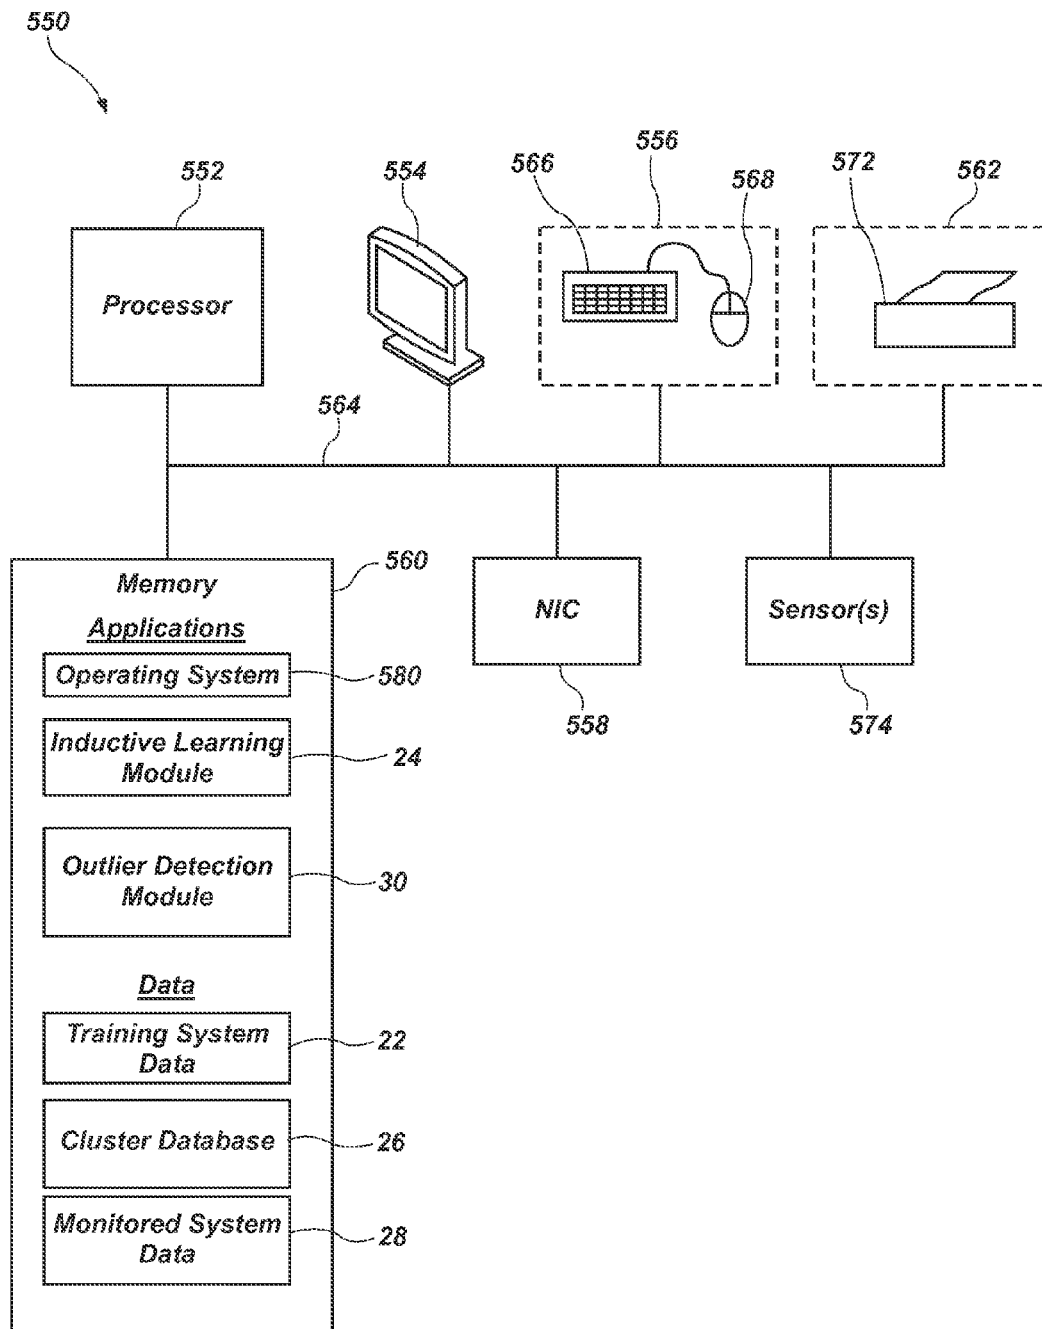 550
552
554
566
556
568
572
562
Processor
564
Memory
560
Applications
Operating System
580
Inductive Learning
Module
24
Outlier Detection
Module
30
Data
Training System
Data
22
Cluster Database
26
Monitored System
Data
28
NIC
558
Sensor(s)
574